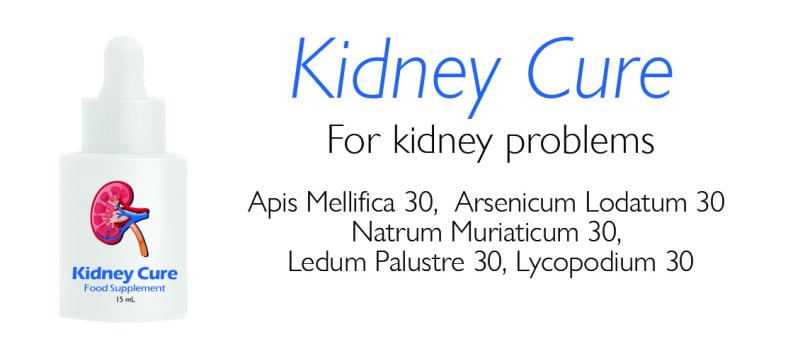 Kidney Cure
For kidney problems
Apis Mellifica 30, Arsenicum Lodatum 30
Natrum Muriaticum 30,
Ledum Palustre 30, Lycopodium 30
Kidney Cure
Food Supplement
15 mL